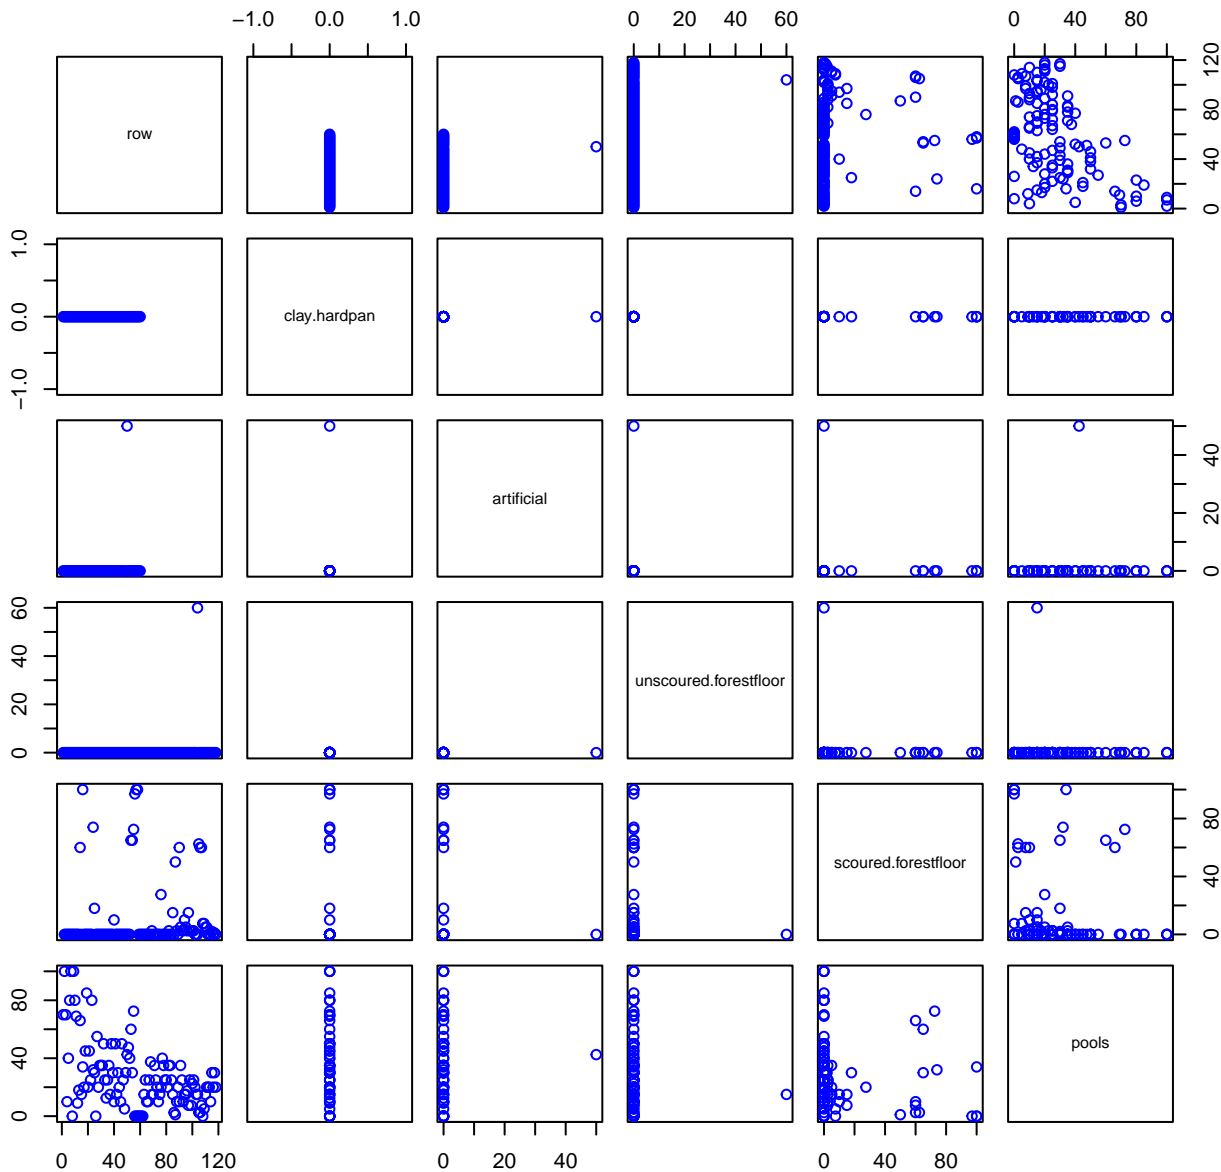 −1.0 0.0 1.0 0 20 40 60 0 40 80
row
0 40 80 120
−1.0 0.0 1.0
clay.hardpan
artificial
0 20 40
0 20 40 60
unscoured.forestfloor
scoured.forestfloor
0 40 80
0 40 80
pools
0 40 80 120 0 20 40 0 40 80